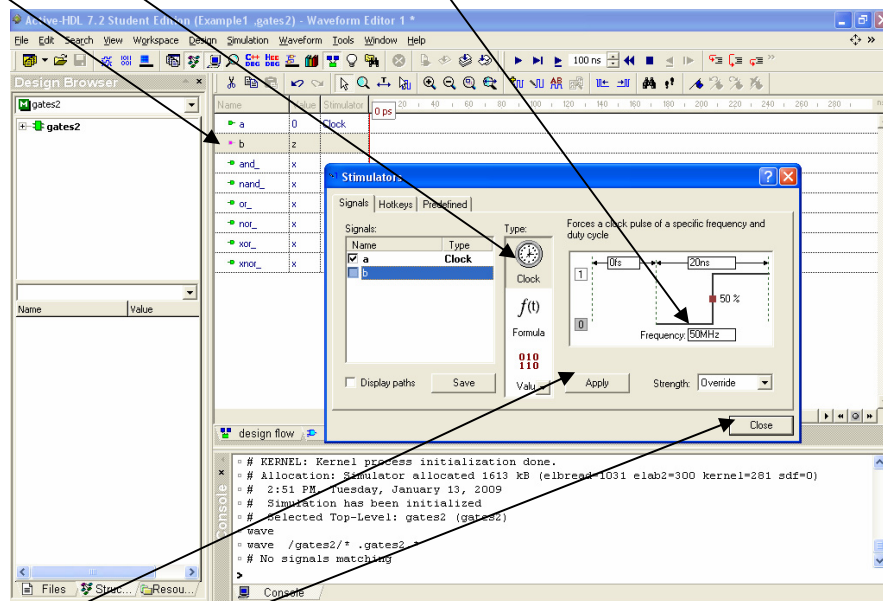 Active-HDL 7.2 Student Edition (Example1 ,gates2) - Waveform Editor 1 *
File Edit Search View Workspace Design Simulation Waveform Tools Window Help
100 ns
Design Browser
gates2
gates2
Name Value
Files Struc... Resou...
Name Value Stimulator
0 ps
20 40 60 80 100 120 140 160 180 200 220 240 260 280
a 0 Clock
b z
and_ x
nand_ x
or_ x
nor_ x
xor_ x
xnor_ x
Stimulators
Signals Hotkeys Predefined
Signals:
Name Type
a Clock
b
Display paths
Save
Type:
Clock
f(t)
Formula
010
110
Valu
Forces a clock pulse of a specific frequency and
duty cycle
0fs 20ns
1
50 %
0
Frequency: 50MHz
Apply
Strength: Override
Close
design flow
# KERNEL: Kernel process initialization done.
# Allocation: Simulator allocated 1613 kB (elbread=1031 elab2=300 kernel=281 sdf=0)
# 2:51 PM, Tuesday, January 13, 2009
# Simulation has been initialized
# Selected Top-Level: gates2 (gates2)
wave
wave /gates2/* .gates2
# No signals matching
>
Console
Console